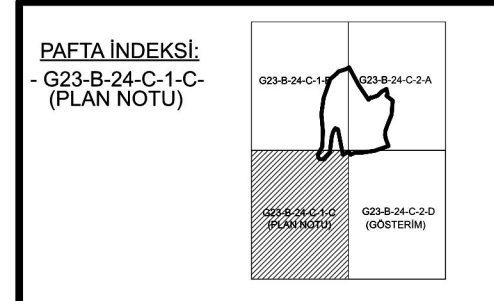 PAFTA İNDEKSİ:
- G23-B-24-C-1-C-
(PLAN NOTU)
G23-B-24-C-1-B
G23-B-24-C-2-A
G23-B-24-C-1-C
(PLAN NOTU)
G23-B-24-C-2-D
(GÖSTERİM)